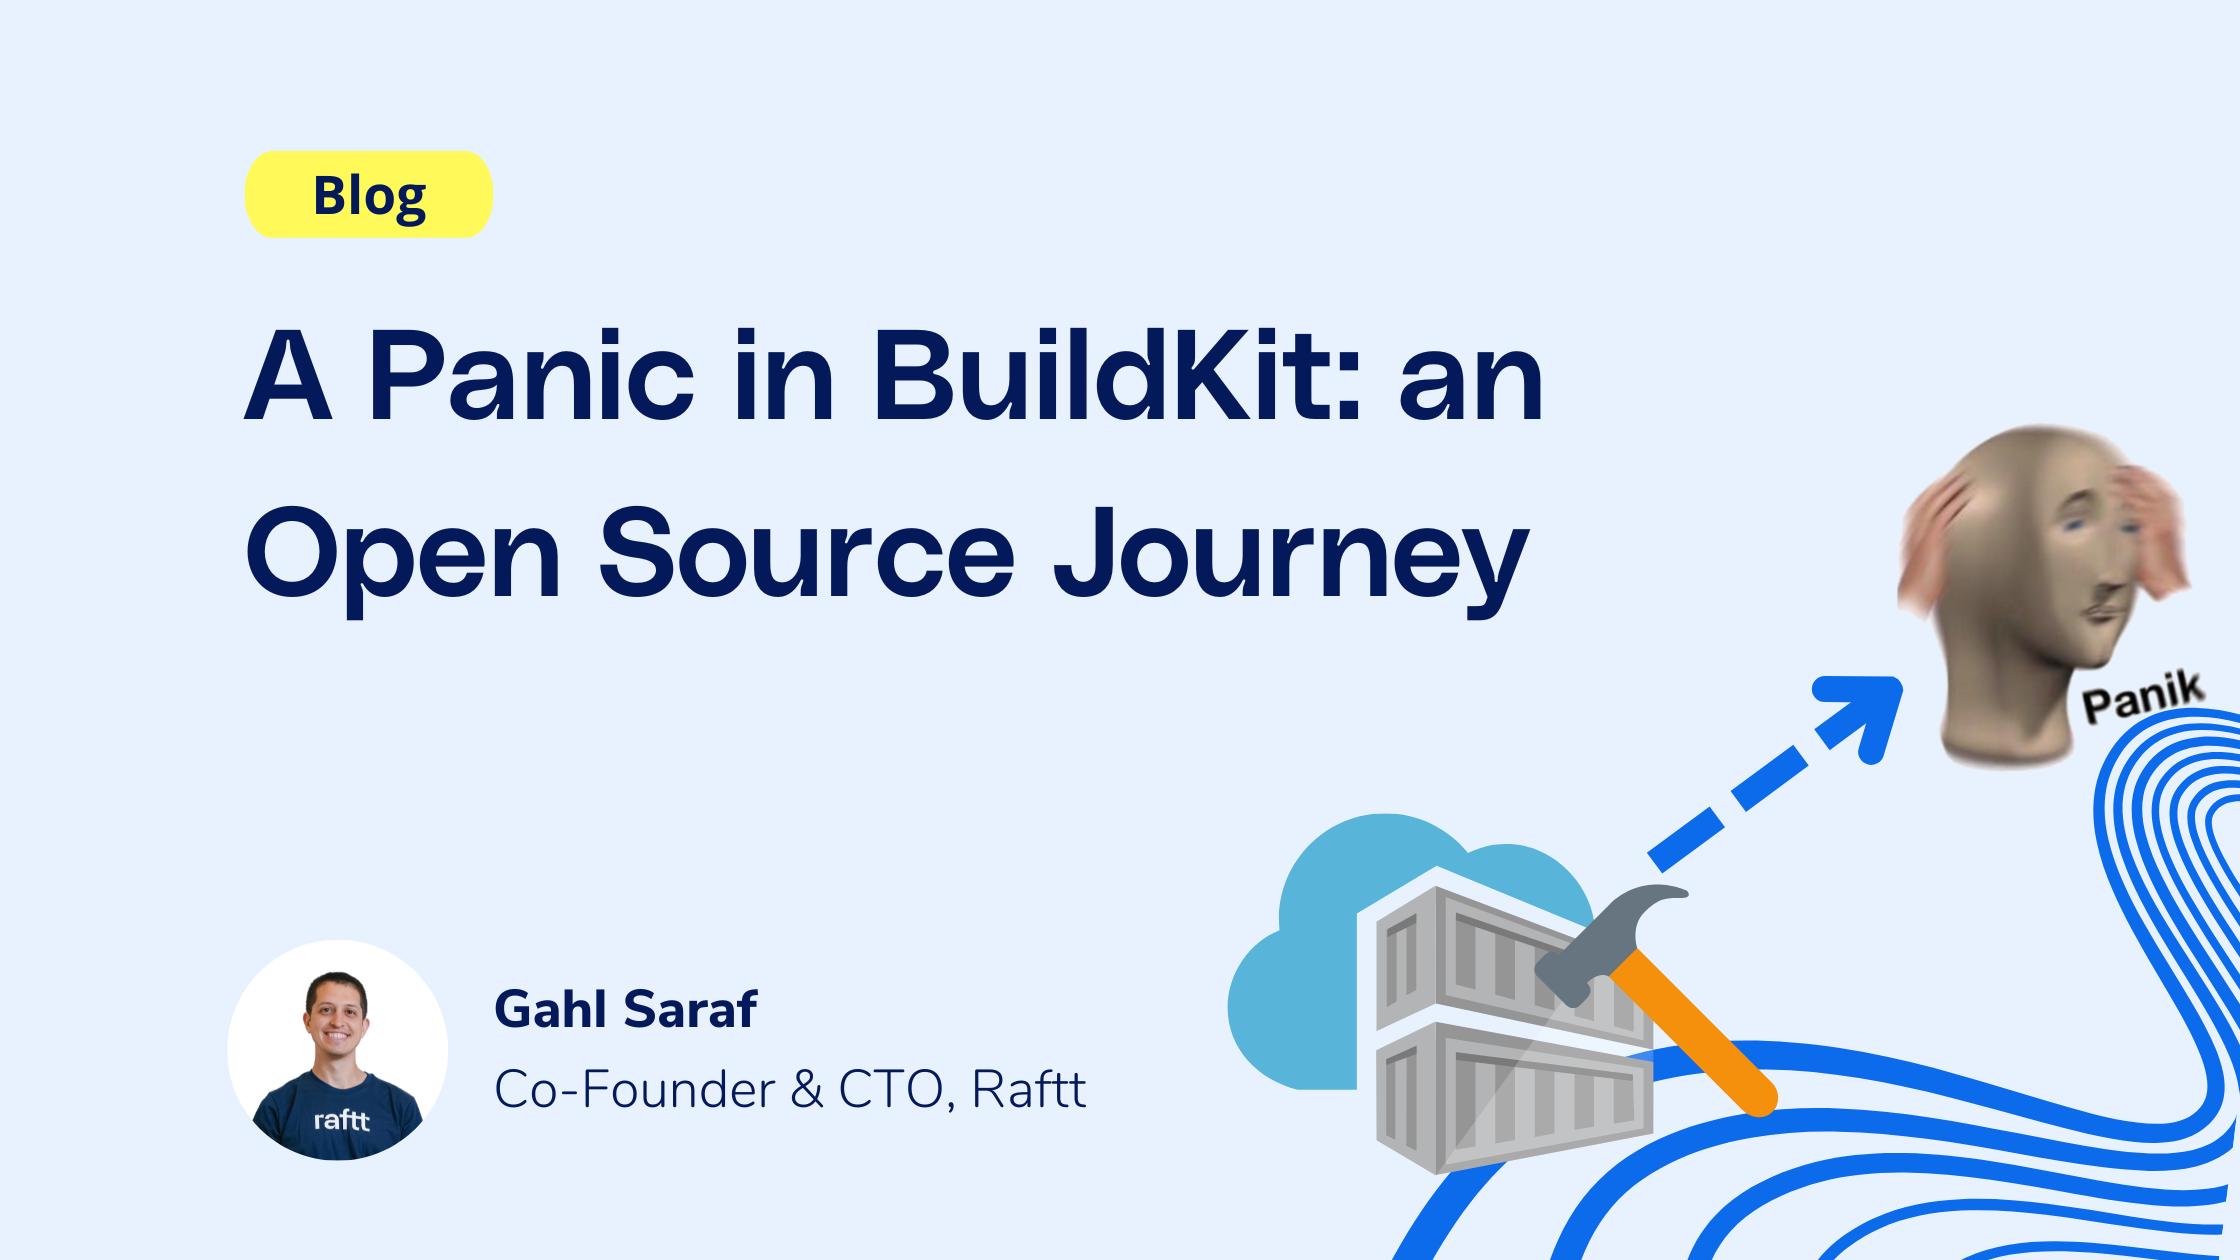 Blog
A Panic in BuildKit: an
Open Source Journey
Panik
Gahl Saraf
Co-Founder & CTO, Raftt
raftt